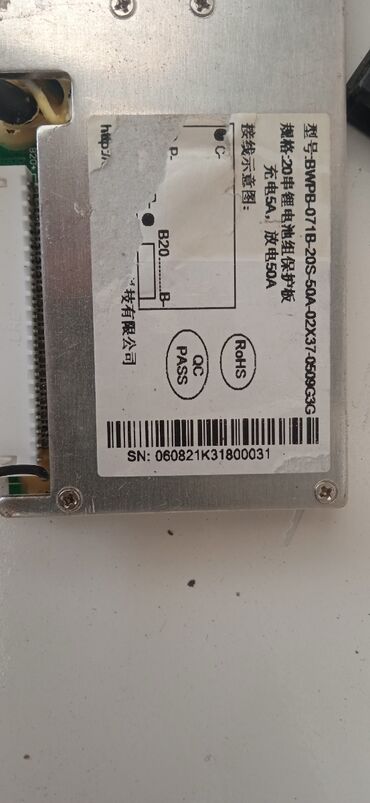 型号:BWPB-071B-20S-50A-02X37-0509G3G
规格:20串锂电池组保护板
充电5A，放电50A
接线示意图:
C-
P-
B20
B-
技有限公司
http:/
RoHS
QC
PASS
SN: 060821K31800031